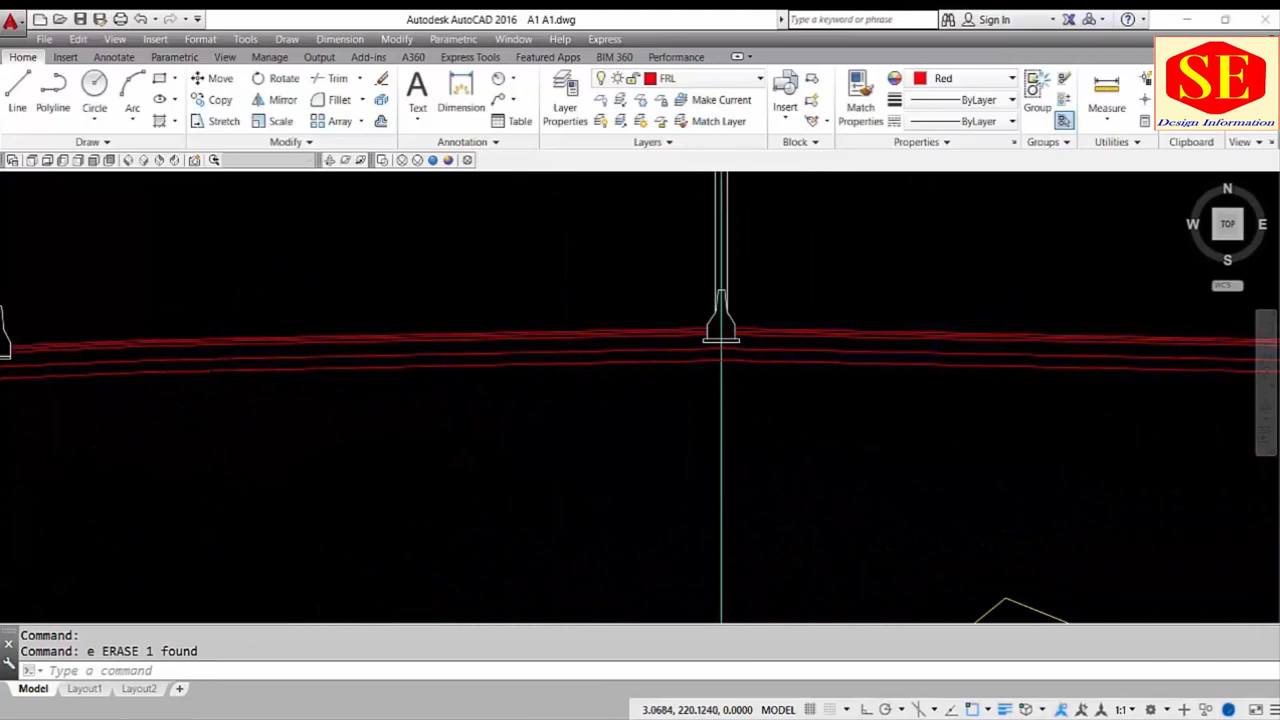 Autodesk AutoCAD 2016 A1 A1.dwg
Type a keyword or phrase
Sign In
File Edit View Insert Format Tools Draw Dimension Modify Parametric Window Help Express
Home Insert Annotate Parametric View Manage Output Add-ins A360 Express Tools Featured Apps BIM 360 Performance
Line Polyline Circle Arc
Move Rotate Trim
Copy Mirror Fillet
Stretch Scale Array
Text Dimension Table
Layer Properties
FRL
Make Current
Match Layer
Insert
Match Properties
Red
ByLayer
ByLayer
Group
Measure
Draw Modify Annotation Layers Block Properties Groups Utilities Clipboard View
SE
Design Information
N
W TOP E
S
WCS
Command:
Command: e ERASE 1 found
Type a command
Model Layout1 Layout2 +
3.0684, 220.1240, 0.0000 MODEL
1:1